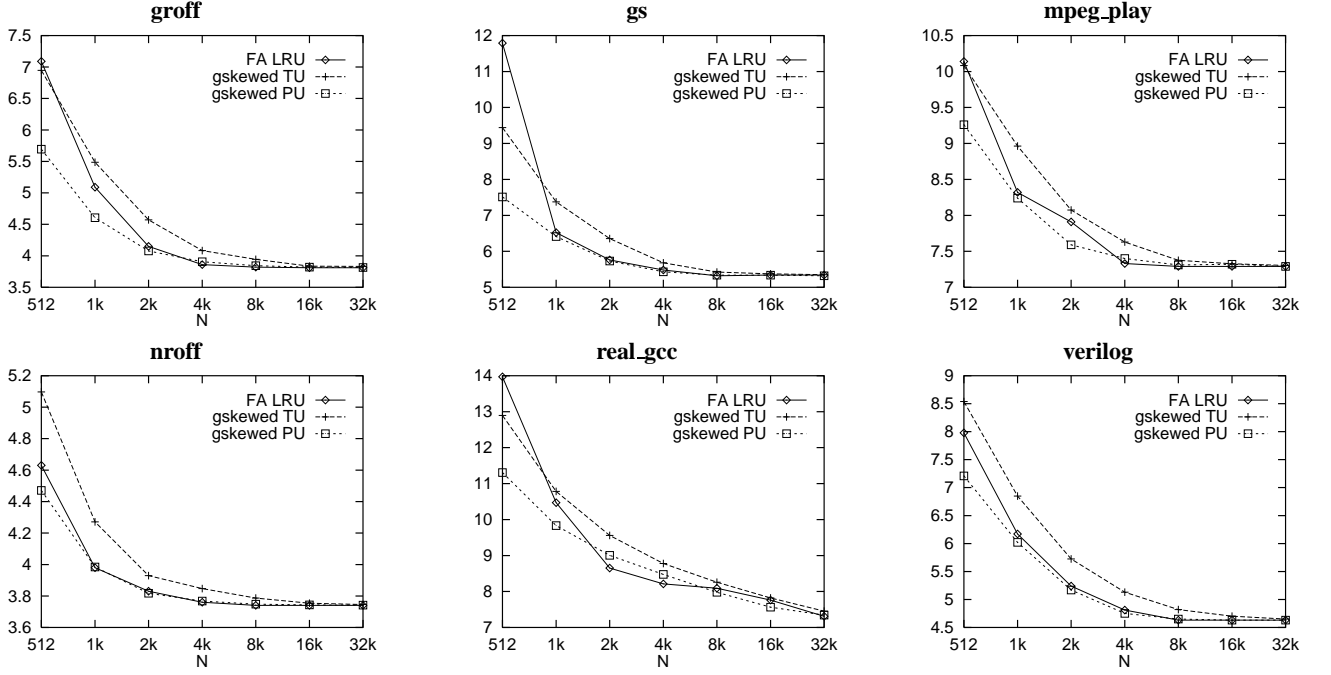 groff
7.5
7
6.5
6
5.5
5
4.5
4
3.5
512 1k 2k 4k 8k 16k 32k
N
FA LRU
gskewed TU
gskewed PU
gs
12
11
10
9
8
7
6
5
512 1k 2k 4k 8k 16k 32k
N
FA LRU
gskewed TU
gskewed PU
mpeg_play
10.5
10
9.5
9
8.5
8
7.5
7
512 1k 2k 4k 8k 16k 32k
N
FA LRU
gskewed TU
gskewed PU
nroff
5.2
5
4.8
4.6
4.4
4.2
4
3.8
3.6
512 1k 2k 4k 8k 16k 32k
N
FA LRU
gskewed TU
gskewed PU
real_gcc
14
13
12
11
10
9
8
7
512 1k 2k 4k 8k 16k 32k
N
FA LRU
gskewed TU
gskewed PU
verilog
9
8.5
8
7.5
7
6.5
6
5.5
5
4.5
512 1k 2k 4k 8k 16k 32k
N
FA LRU
gskewed TU
gskewed PU